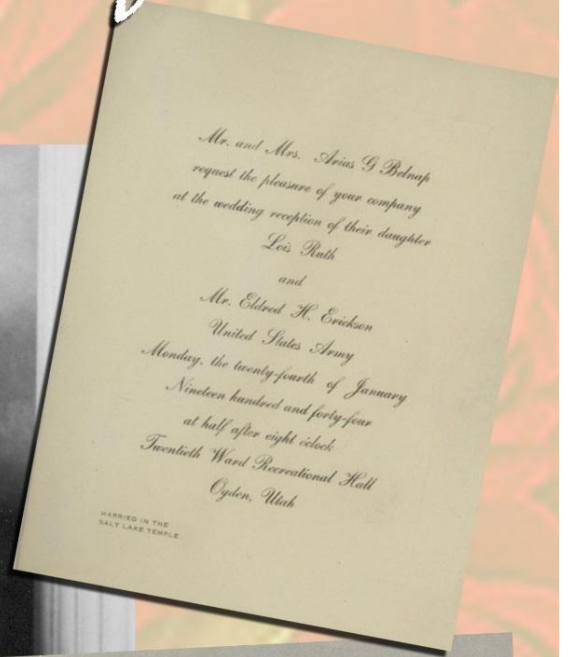 Mr. and Mrs. Arias G Belnap
request the pleasure of your company
at the wedding reception of their daughter
Lois Ruth
and
Mr. Eldred H. Erickson
United States Army
Monday, the twenty-fourth of January
Nineteen hundred and forty-four
at half after eight o'clock
Twentieth Ward Recreational Hall
Ogden, Utah
MARRIED IN THE
SALT LAKE TEMPLE